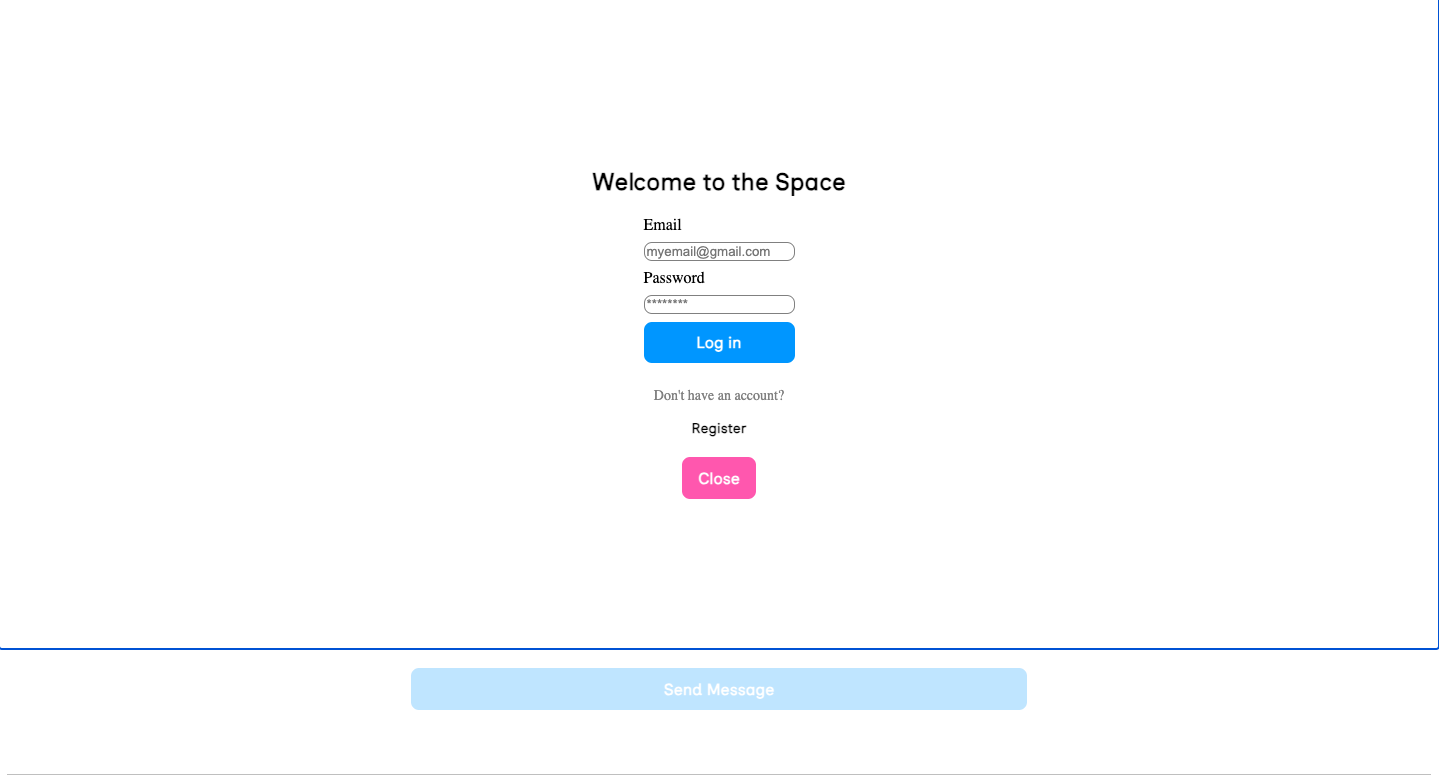 Welcome to the Space
Email
myemail@gmail.com
Password
********
Log in
Don't have an account?
Register
Close
Send Message